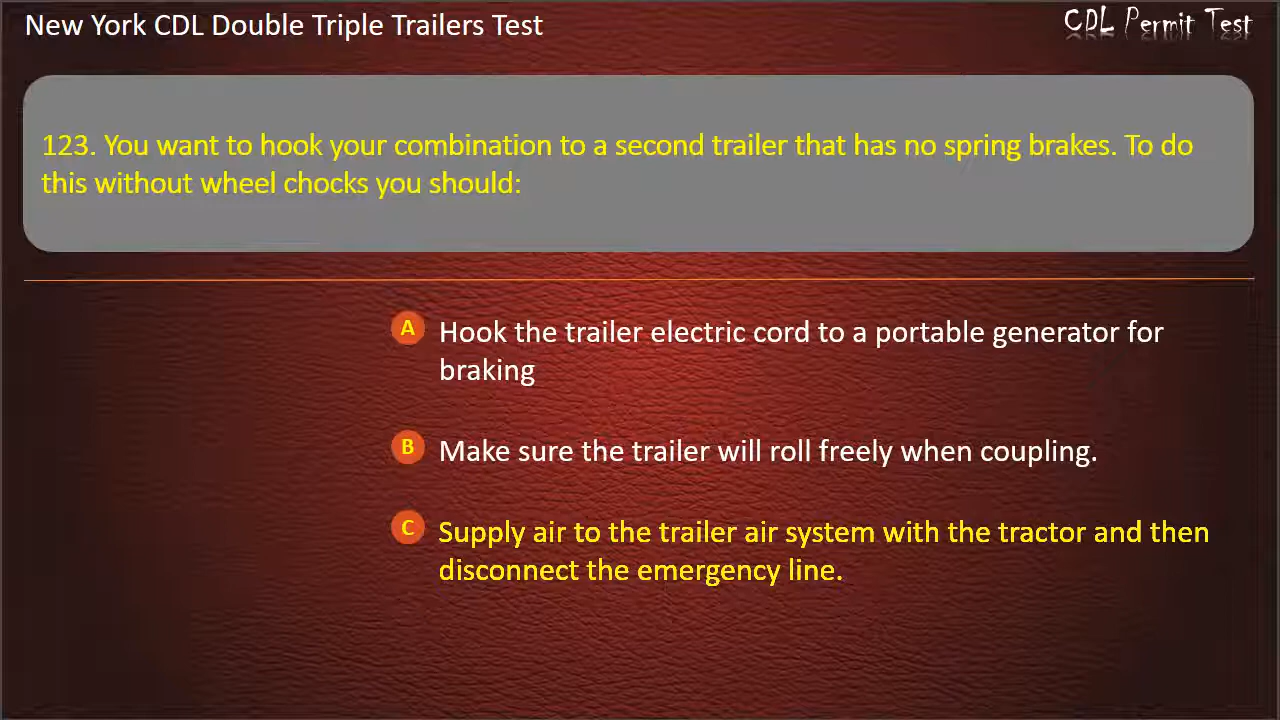 New York CDL Double Triple Trailers Test
CDL Permit Test
123. You want to hook your combination to a second trailer that has no spring brakes. To do
this without wheel chocks you should:
A Hook the trailer electric cord to a portable generator for
braking
B Make sure the trailer will roll freely when coupling.
C Supply air to the trailer air system with the tractor and then
disconnect the emergency line.